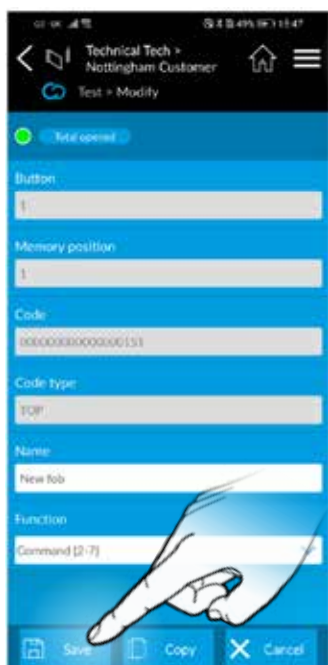 Technical Tech >
Nottingham Customer
Test > Modify
Total opened
Button
1
Memory position
1
Code
Code type
TOP
Name
New fob
Function
Command [2-7]
Save
Copy
Cancel